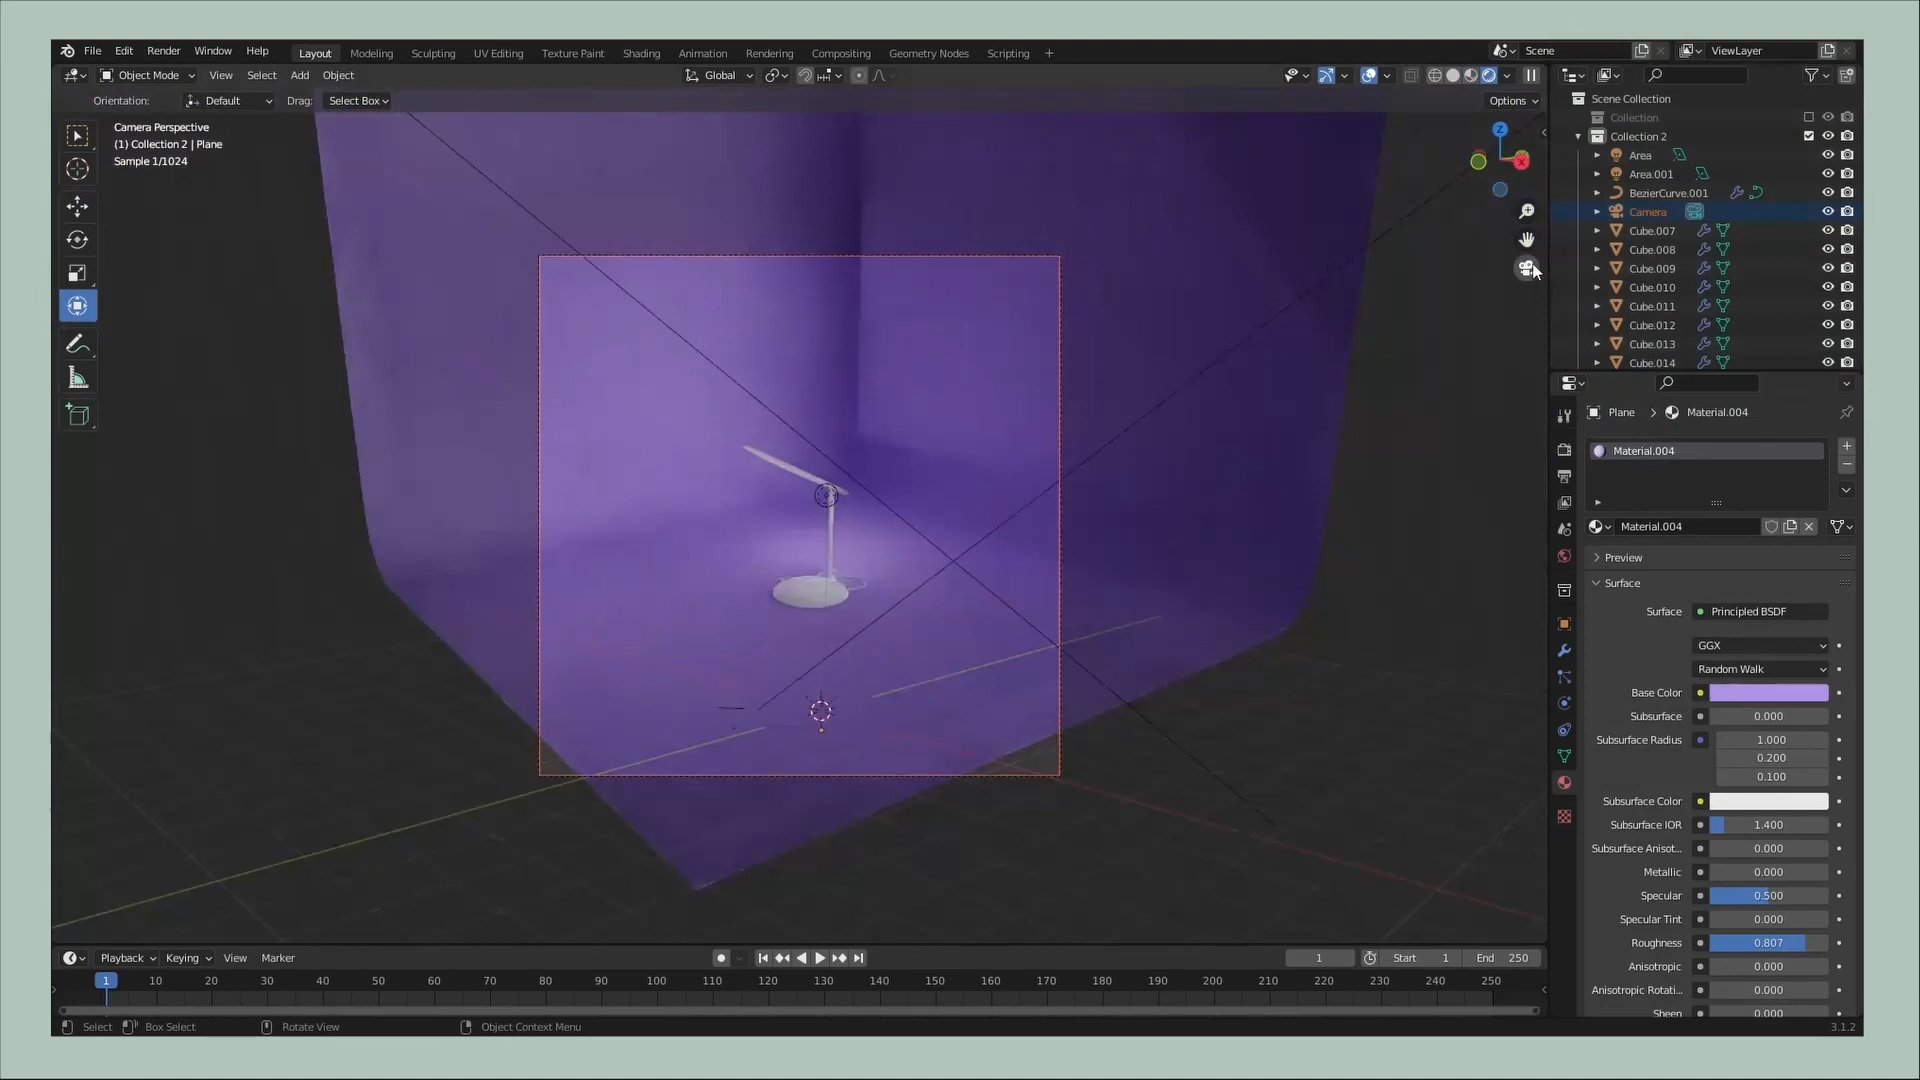 File Edit Render Window Help Layout Modeling Sculpting UV Editing Texture Paint Shading Animation Rendering Compositing Geometry Nodes Scripting + Scene ViewLayer
Object Mode View Select Add Object Global
Orientation: Default Drag: Select Box Options
Camera Perspective
(1) Collection 2 | Plane
Sample 1/1024
Z
X
Scene Collection
Collection
Collection 2
Area
Area.001
BezierCurve.001
Camera
Cube.007
Cube.008
Cube.009
Cube.010
Cube.011
Cube.012
Cube.013
Cube.014
Plane > Material.004
Material.004
Material.004
Preview
Surface
Surface Principled BSDF
GGX
Random Walk
Base Color
Subsurface 0.000
Subsurface Radius 1.000
0.200
0.100
Subsurface Color
Subsurface IOR 1.400
Subsurface Anisot... 0.000
Metallic 0.000
Specular 0.500
Specular Tint 0.000
Roughness 0.807
Anisotropic 0.000
Anisotropic Rotati... 0.000
Sheen 0.000
Playback Keying View Marker 1 Start 1 End 250
1 10 20 30 40 50 60 70 80 90 100 110 120 130 140 150 160 170 180 190 200 210 220 230 240 250
Select Box Select Rotate View Object Context Menu 3.1.2